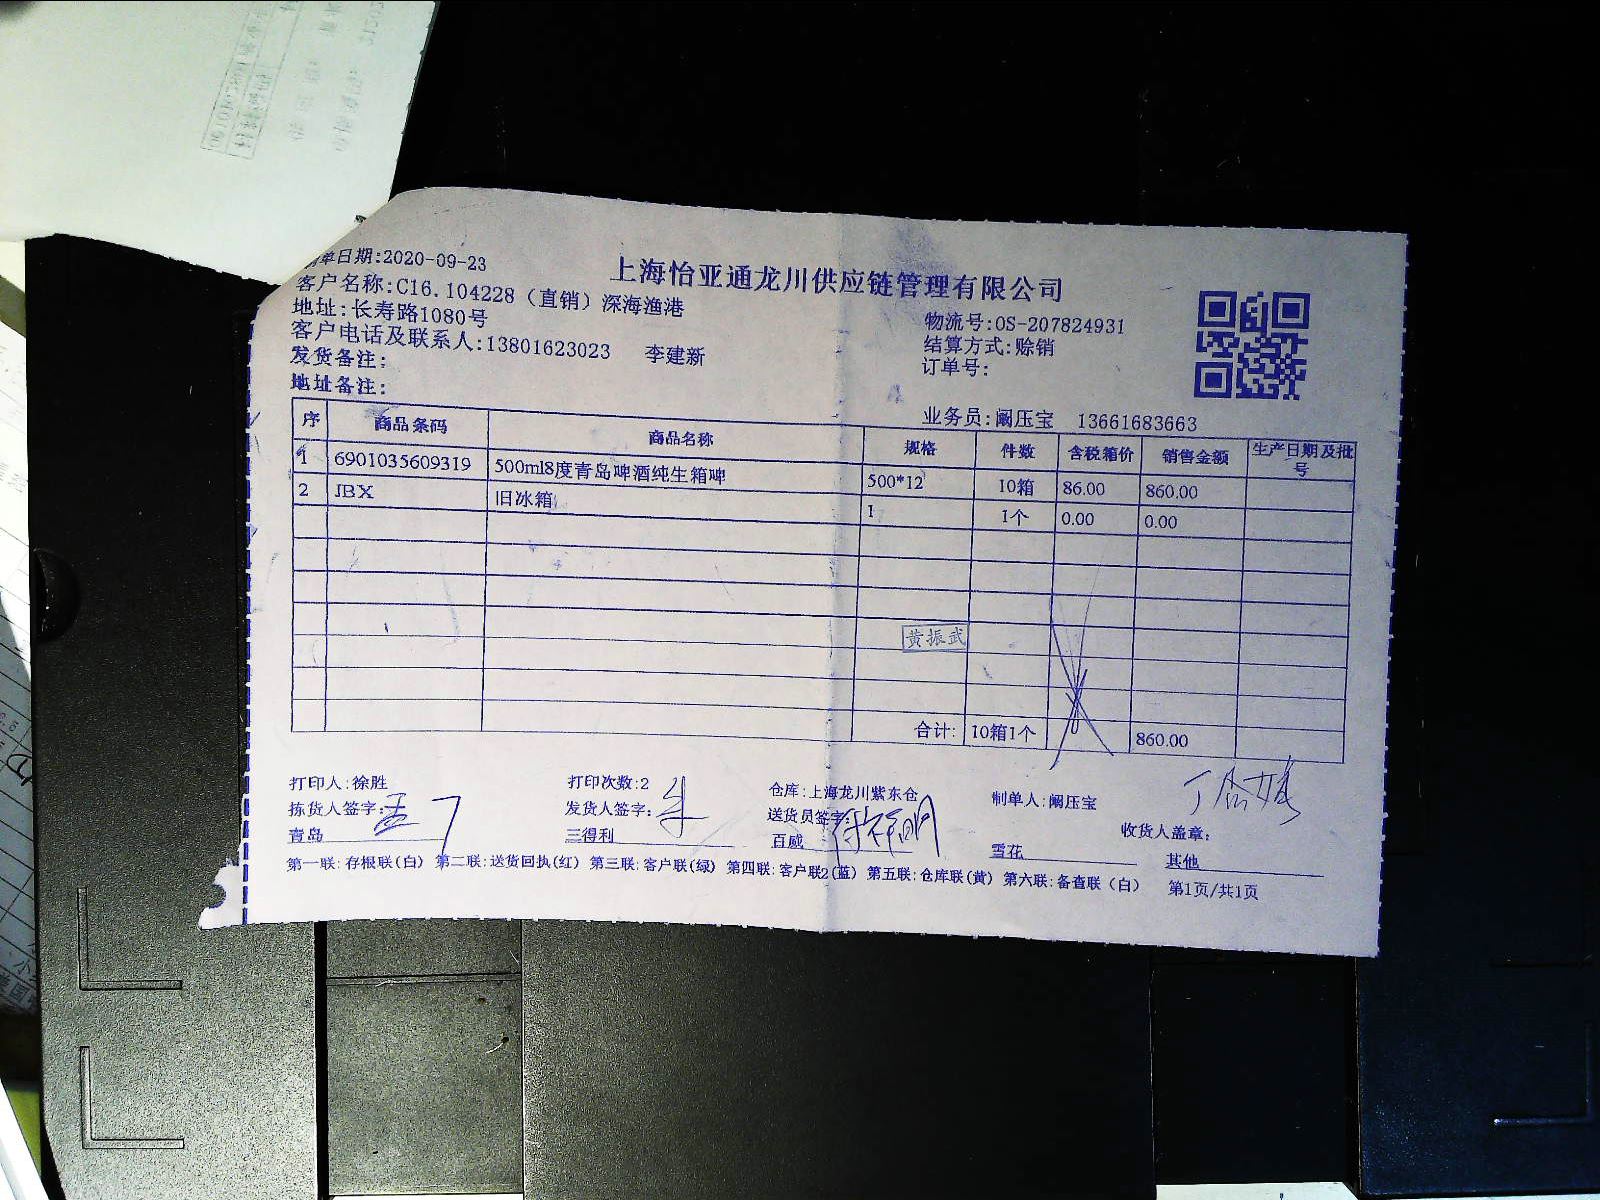 单日期:2020-09-23
上海怡亚通龙川供应链管理有限公司
客户名称:C16.104228（直销）深海渔港
地址:长寿路1080号
物流号:OS-207824931
客户电话及联系人:13801623023 李建新
结算方式:赊销
发货备注:
订单号:
地址备注:
业务员:阚压宝 13661683663
序 商品条码 商品名称 规格 件数 含税箱价 销售金额 生产日期及批号
1 6901035609319 500ml8度青岛啤酒纯生箱啤 500*12 10箱 86.00 860.00
2 JBX 旧冰箱 1 1个 0.00 0.00
黄振武
合计: 10箱1个 860.00
打印人:徐胜 打印次数:2 仓库:上海龙川紫东仓 制单人:阚压宝
拣货人签字: 孟 发货人签字: 朱 送货员签字: 收货人盖章:
青岛 三得利 百威 雪花 其他
第一联:存根联(白) 第二联:送货回执(红) 第三联:客户联(绿) 第四联:客户联2(蓝) 第五联:仓库联(黄) 第六联:备查联（白） 第1页/共1页